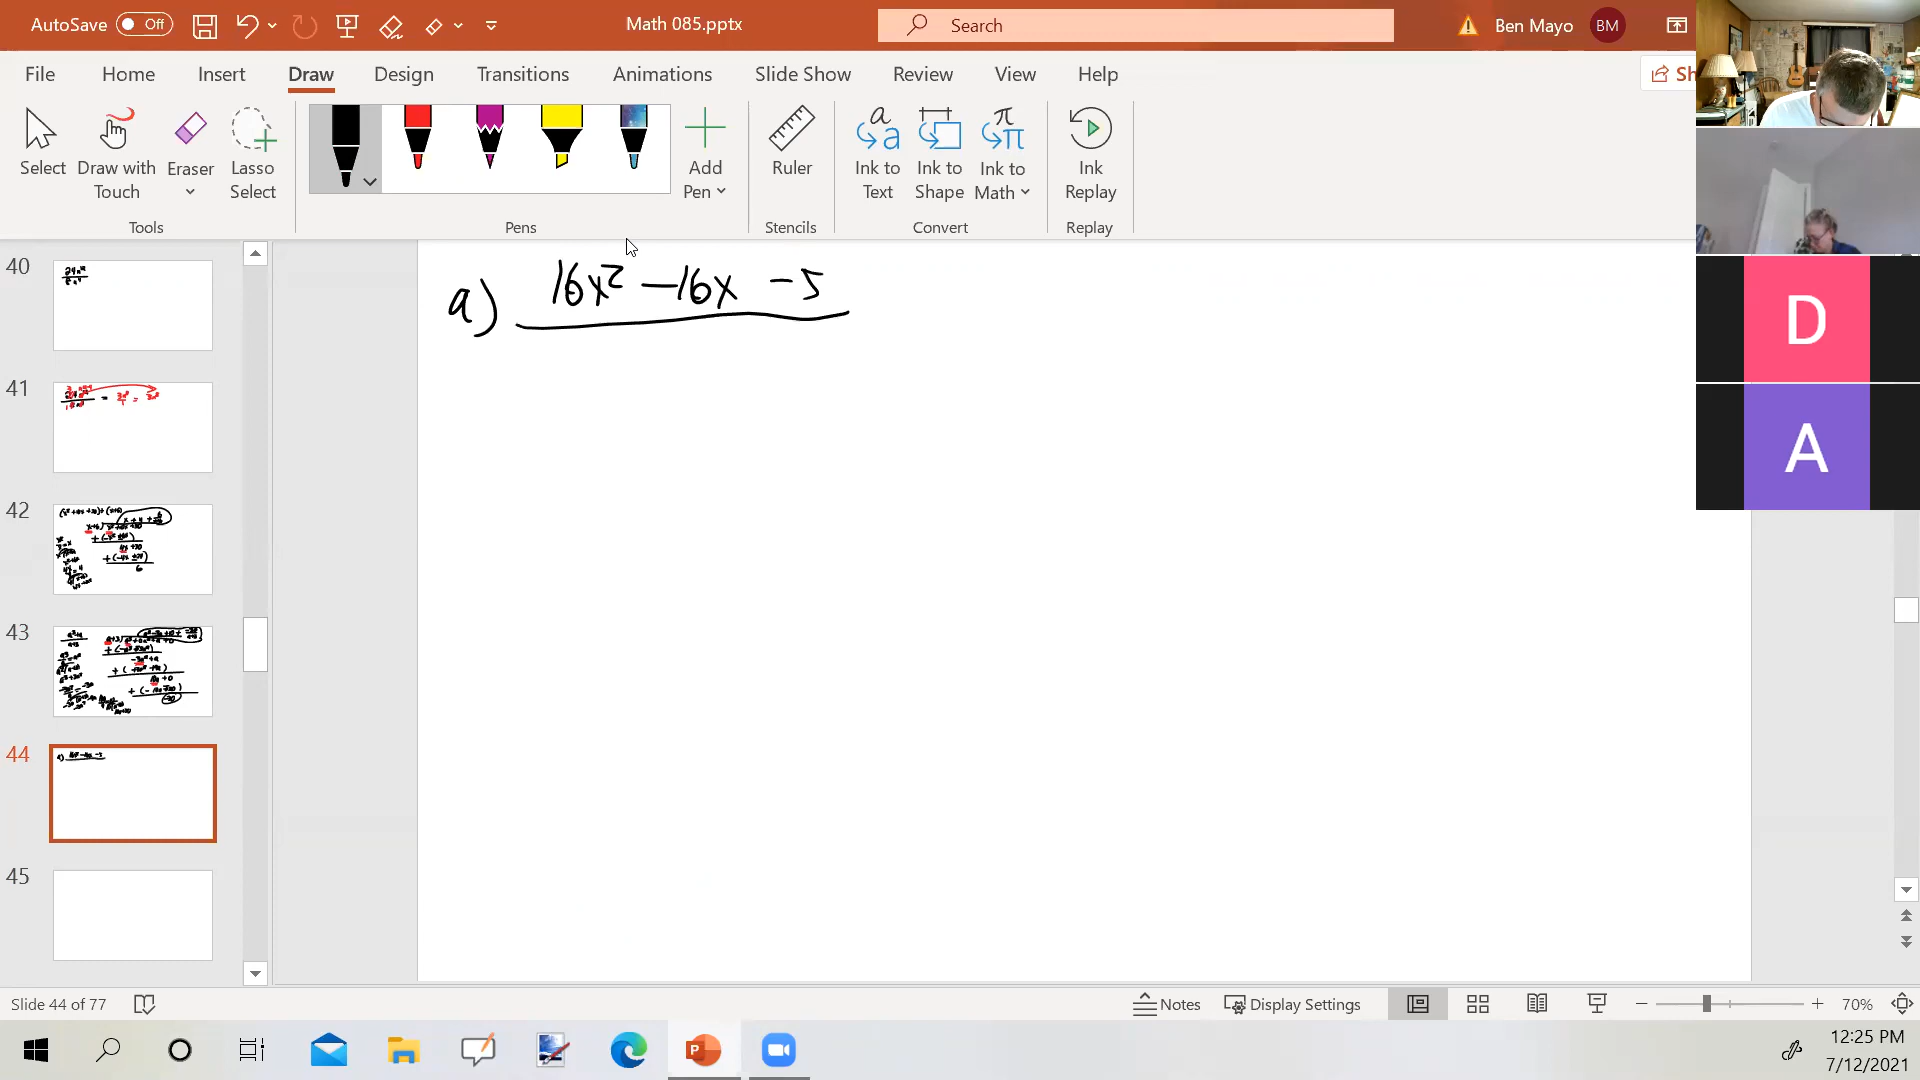 AutoSave Off
Math 085.pptx
Search
Ben Mayo BM
File Home Insert Draw Design Transitions Animations Slide Show Review View Help Sh
Select Draw with Touch Eraser Lasso Select
Add Pen Ruler Ink to Text Ink to Shape Ink to Math Ink Replay
Tools Pens Stencils Convert Replay
a) 16x² -16x -5
40
41
42
43
44
45
D
A
Slide 44 of 77
Notes Display Settings 70%
12:25 PM
7/12/2021